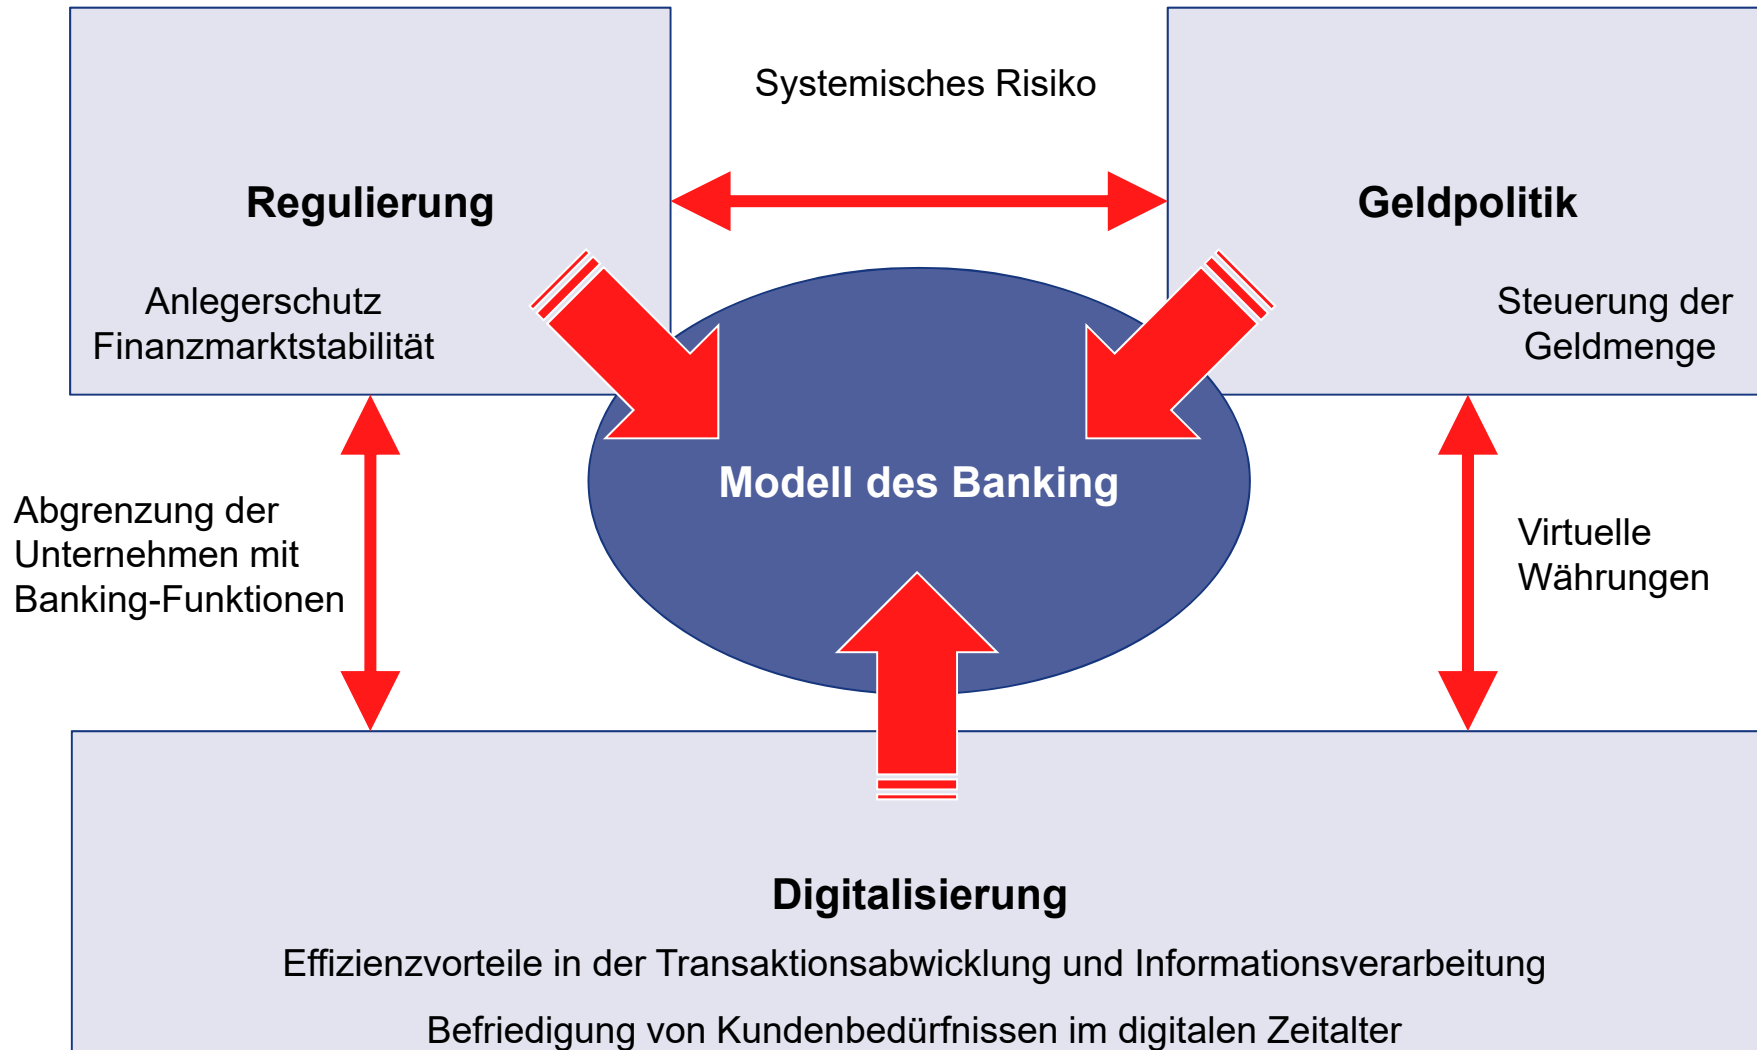 Systemisches Risiko
Regulierung
Geldpolitik
Anlegerschutz
Finanzmarktstabilität
Steuerung der
Geldmenge
Modell des Banking
Abgrenzung der
Unternehmen mit
Banking-Funktionen
Virtuelle
Währungen
Digitalisierung
Effizienzvorteile in der Transaktionsabwicklung und Informationsverarbeitung
Befriedigung von Kundenbedürfnissen im digitalen Zeitalter